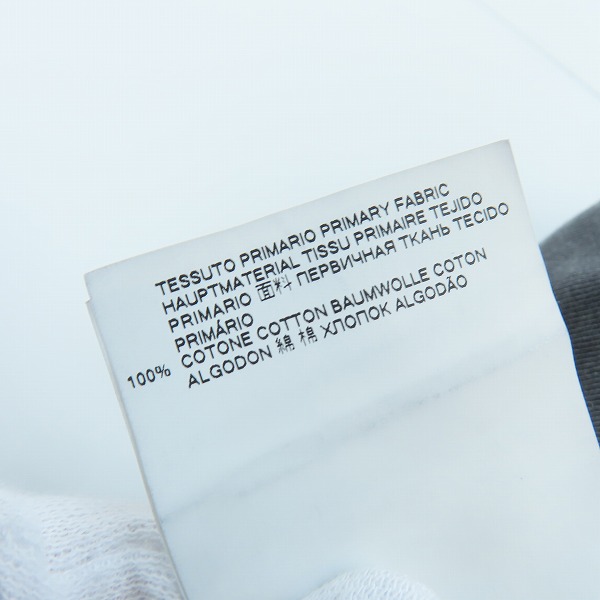 TESSUTO PRIMARIO PRIMARY FABRIC
HAUPTMATERIAL TISSU PRIMAIRE TEJIDO
PRIMARIO 面料 ПЕРВИЧНАЯ ТКАНЬ TECIDO
PRIMÁRIO
100% COTONE COTTON BAUMWOLLE COTON
ALGODON 綿 棉 ХЛОПОК ALGODÃO